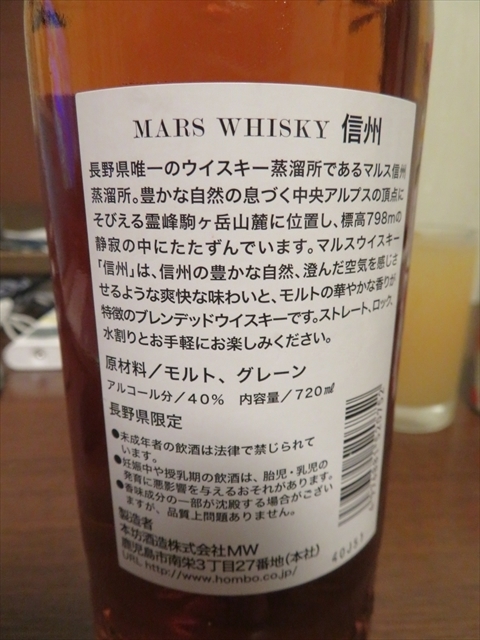 MARS WHISKY 信州
長野県唯一のウイスキー蒸溜所であるマルス信州
蒸溜所。豊かな自然の息づく中央アルプスの頂点に
そびえる霊峰駒ヶ岳山麓に位置し、標高798mの
静寂の中にたたずんでいます。マルスウイスキー
「信州」は、信州の豊かな自然、澄んだ空気を感じさ
せるような爽快な味わいと、モルトの華やかな香りが
特徴のブレンデッドウイスキーです。ストレート、ロック、
水割りとお手軽にお楽しみください。
原材料／モルト、グレーン
アルコール分／40%　内容量／720㎖
長野県限定
●未成年者の飲酒は法律で禁じられて
います。
●妊娠中や授乳期の飲酒は、胎児・乳児の
発育に悪影響を与えるおそれがあります。
●香味成分の一部が沈殿する場合がござい
ますが、品質上問題ありません。
製造者
本坊酒造株式会社MW
鹿児島市南栄3丁目27番地(本社)
URL http://www.hombo.co.jp/
40J51